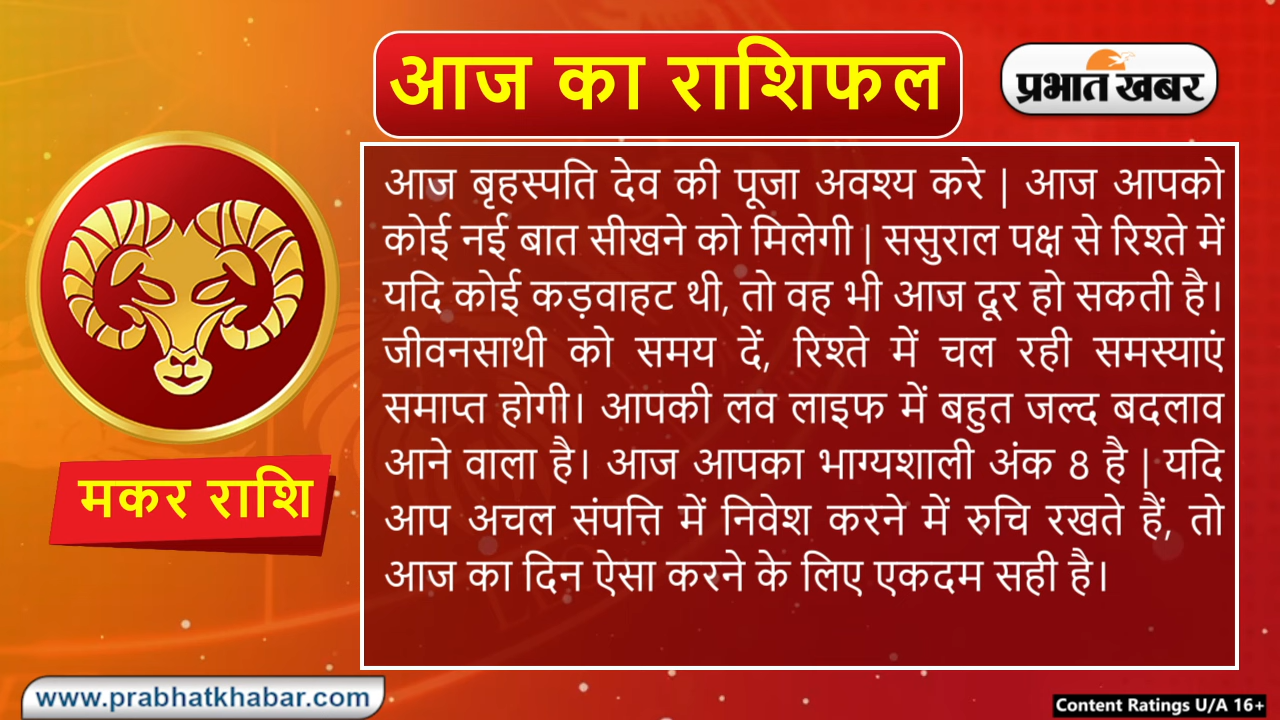 आज का राशिफल
प्रभात खबर
आज बृहस्पति देव की पूजा अवश्य करे | आज आपको
कोई नई बात सीखने को मिलेगी | ससुराल पक्ष से रिश्ते में
यदि कोई कड़वाहट थी, तो वह भी आज दूर हो सकती है।
जीवनसाथी को समय दें, रिश्ते में चल रही समस्याएं
समाप्त होगी। आपकी लव लाइफ में बहुत जल्द बदलाव
आने वाला है। आज आपका भाग्यशाली अंक 8 है | यदि
आप अचल संपत्ति में निवेश करने में रुचि रखते हैं, तो
आज का दिन ऐसा करने के लिए एकदम सही है।
मकर राशि
www.prabhatkhabar.com
Content Ratings U/A 16+